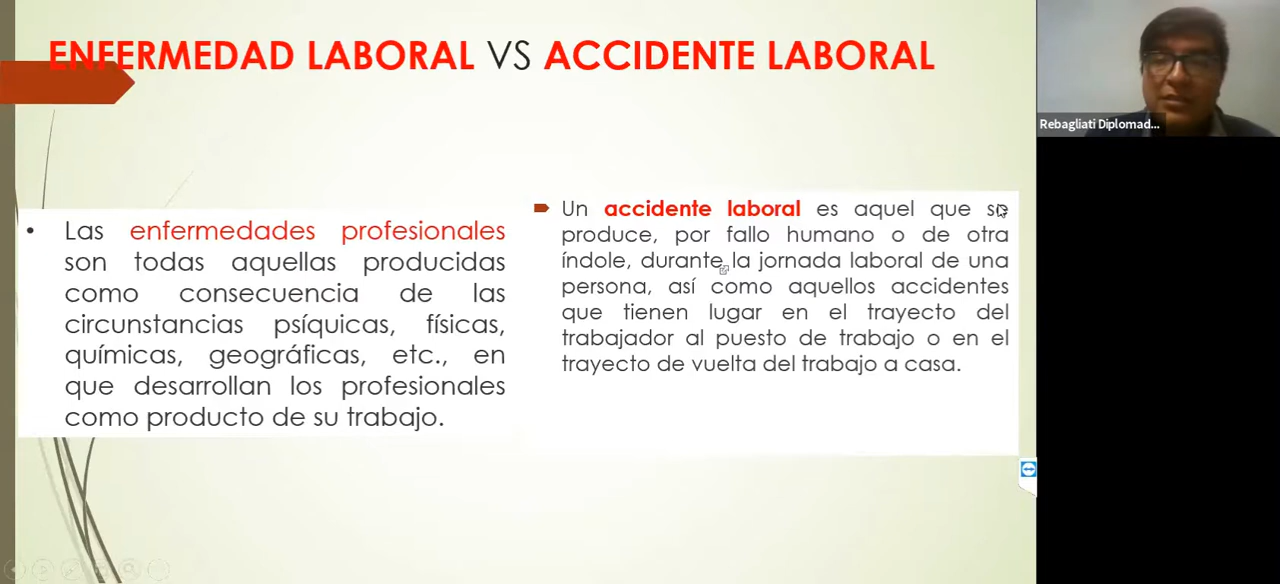 ENFERMEDAD LABORAL VS ACCIDENTE LABORAL
Las enfermedades profesionales
son todas aquellas producidas
como consecuencia de las
circunstancias psíquicas, físicas,
químicas, geográficas, etc., en
que desarrollan los profesionales
como producto de su trabajo.
Un accidente laboral es aquel que se
produce, por fallo humano o de otra
índole, durante la jornada laboral de una
persona, así como aquellos accidentes
que tienen lugar en el trayecto del
trabajador al puesto de trabajo o en el
trayecto de vuelta del trabajo a casa.
Rebagliati Diplomad...